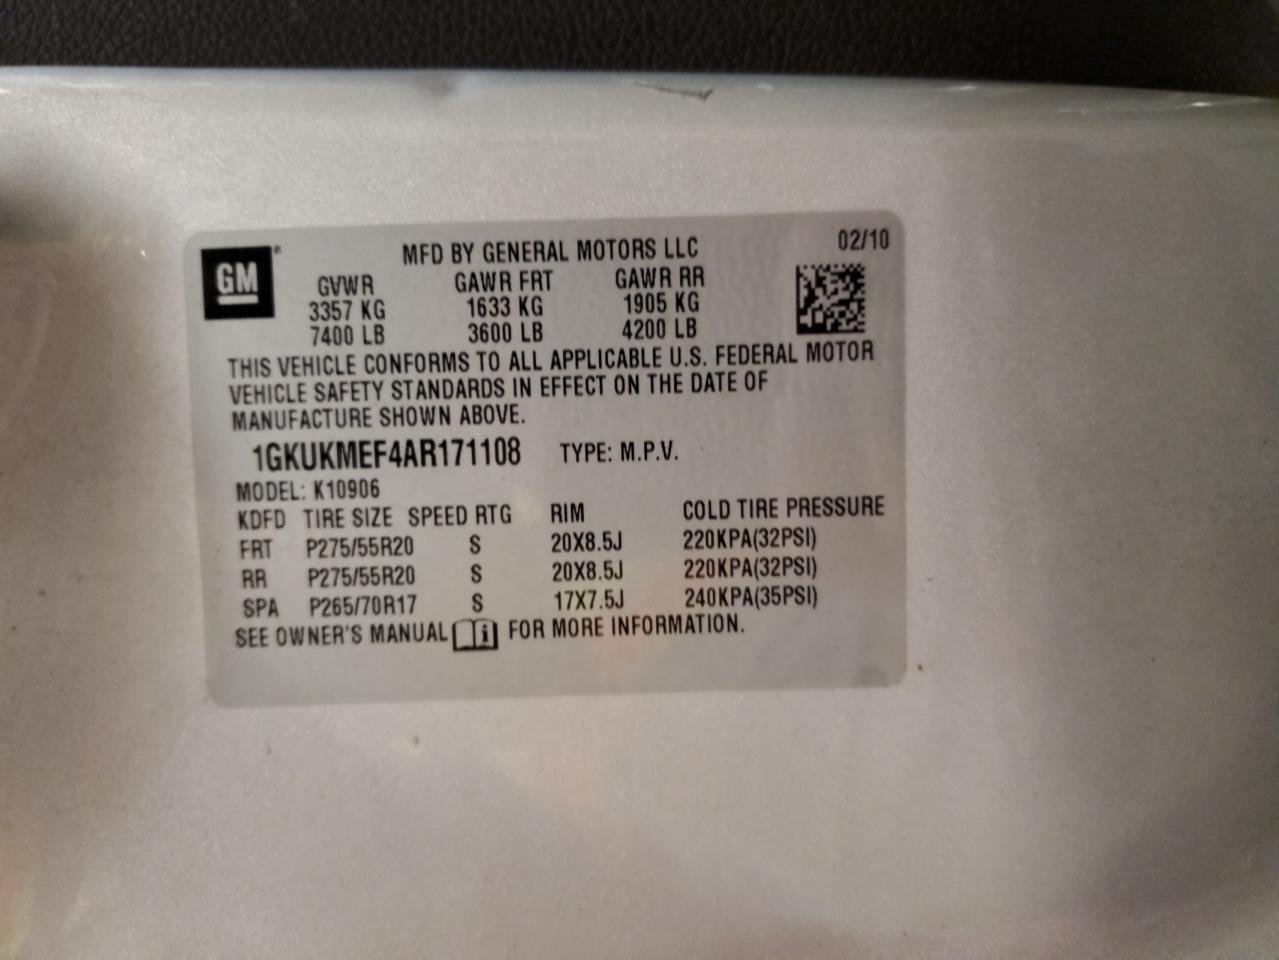 GM
MFD BY GENERAL MOTORS LLC 02/10
GVWR GAWR FRT GAWR RR
3357 KG 1633 KG 1905 KG
7400 LB 3600 LB 4200 LB
THIS VEHICLE CONFORMS TO ALL APPLICABLE U.S. FEDERAL MOTOR
VEHICLE SAFETY STANDARDS IN EFFECT ON THE DATE OF
MANUFACTURE SHOWN ABOVE.
1GKUKMEF4AR171108 TYPE: M.P.V.
MODEL: K10906
KDFD TIRE SIZE SPEED RTG RIM COLD TIRE PRESSURE
FRT P275/55R20 S 20X8.5J 220KPA(32PSI)
RR P275/55R20 S 20X8.5J 220KPA(32PSI)
SPA P265/70R17 S 17X7.5J 240KPA(35PSI)
SEE OWNER'S MANUAL i FOR MORE INFORMATION.